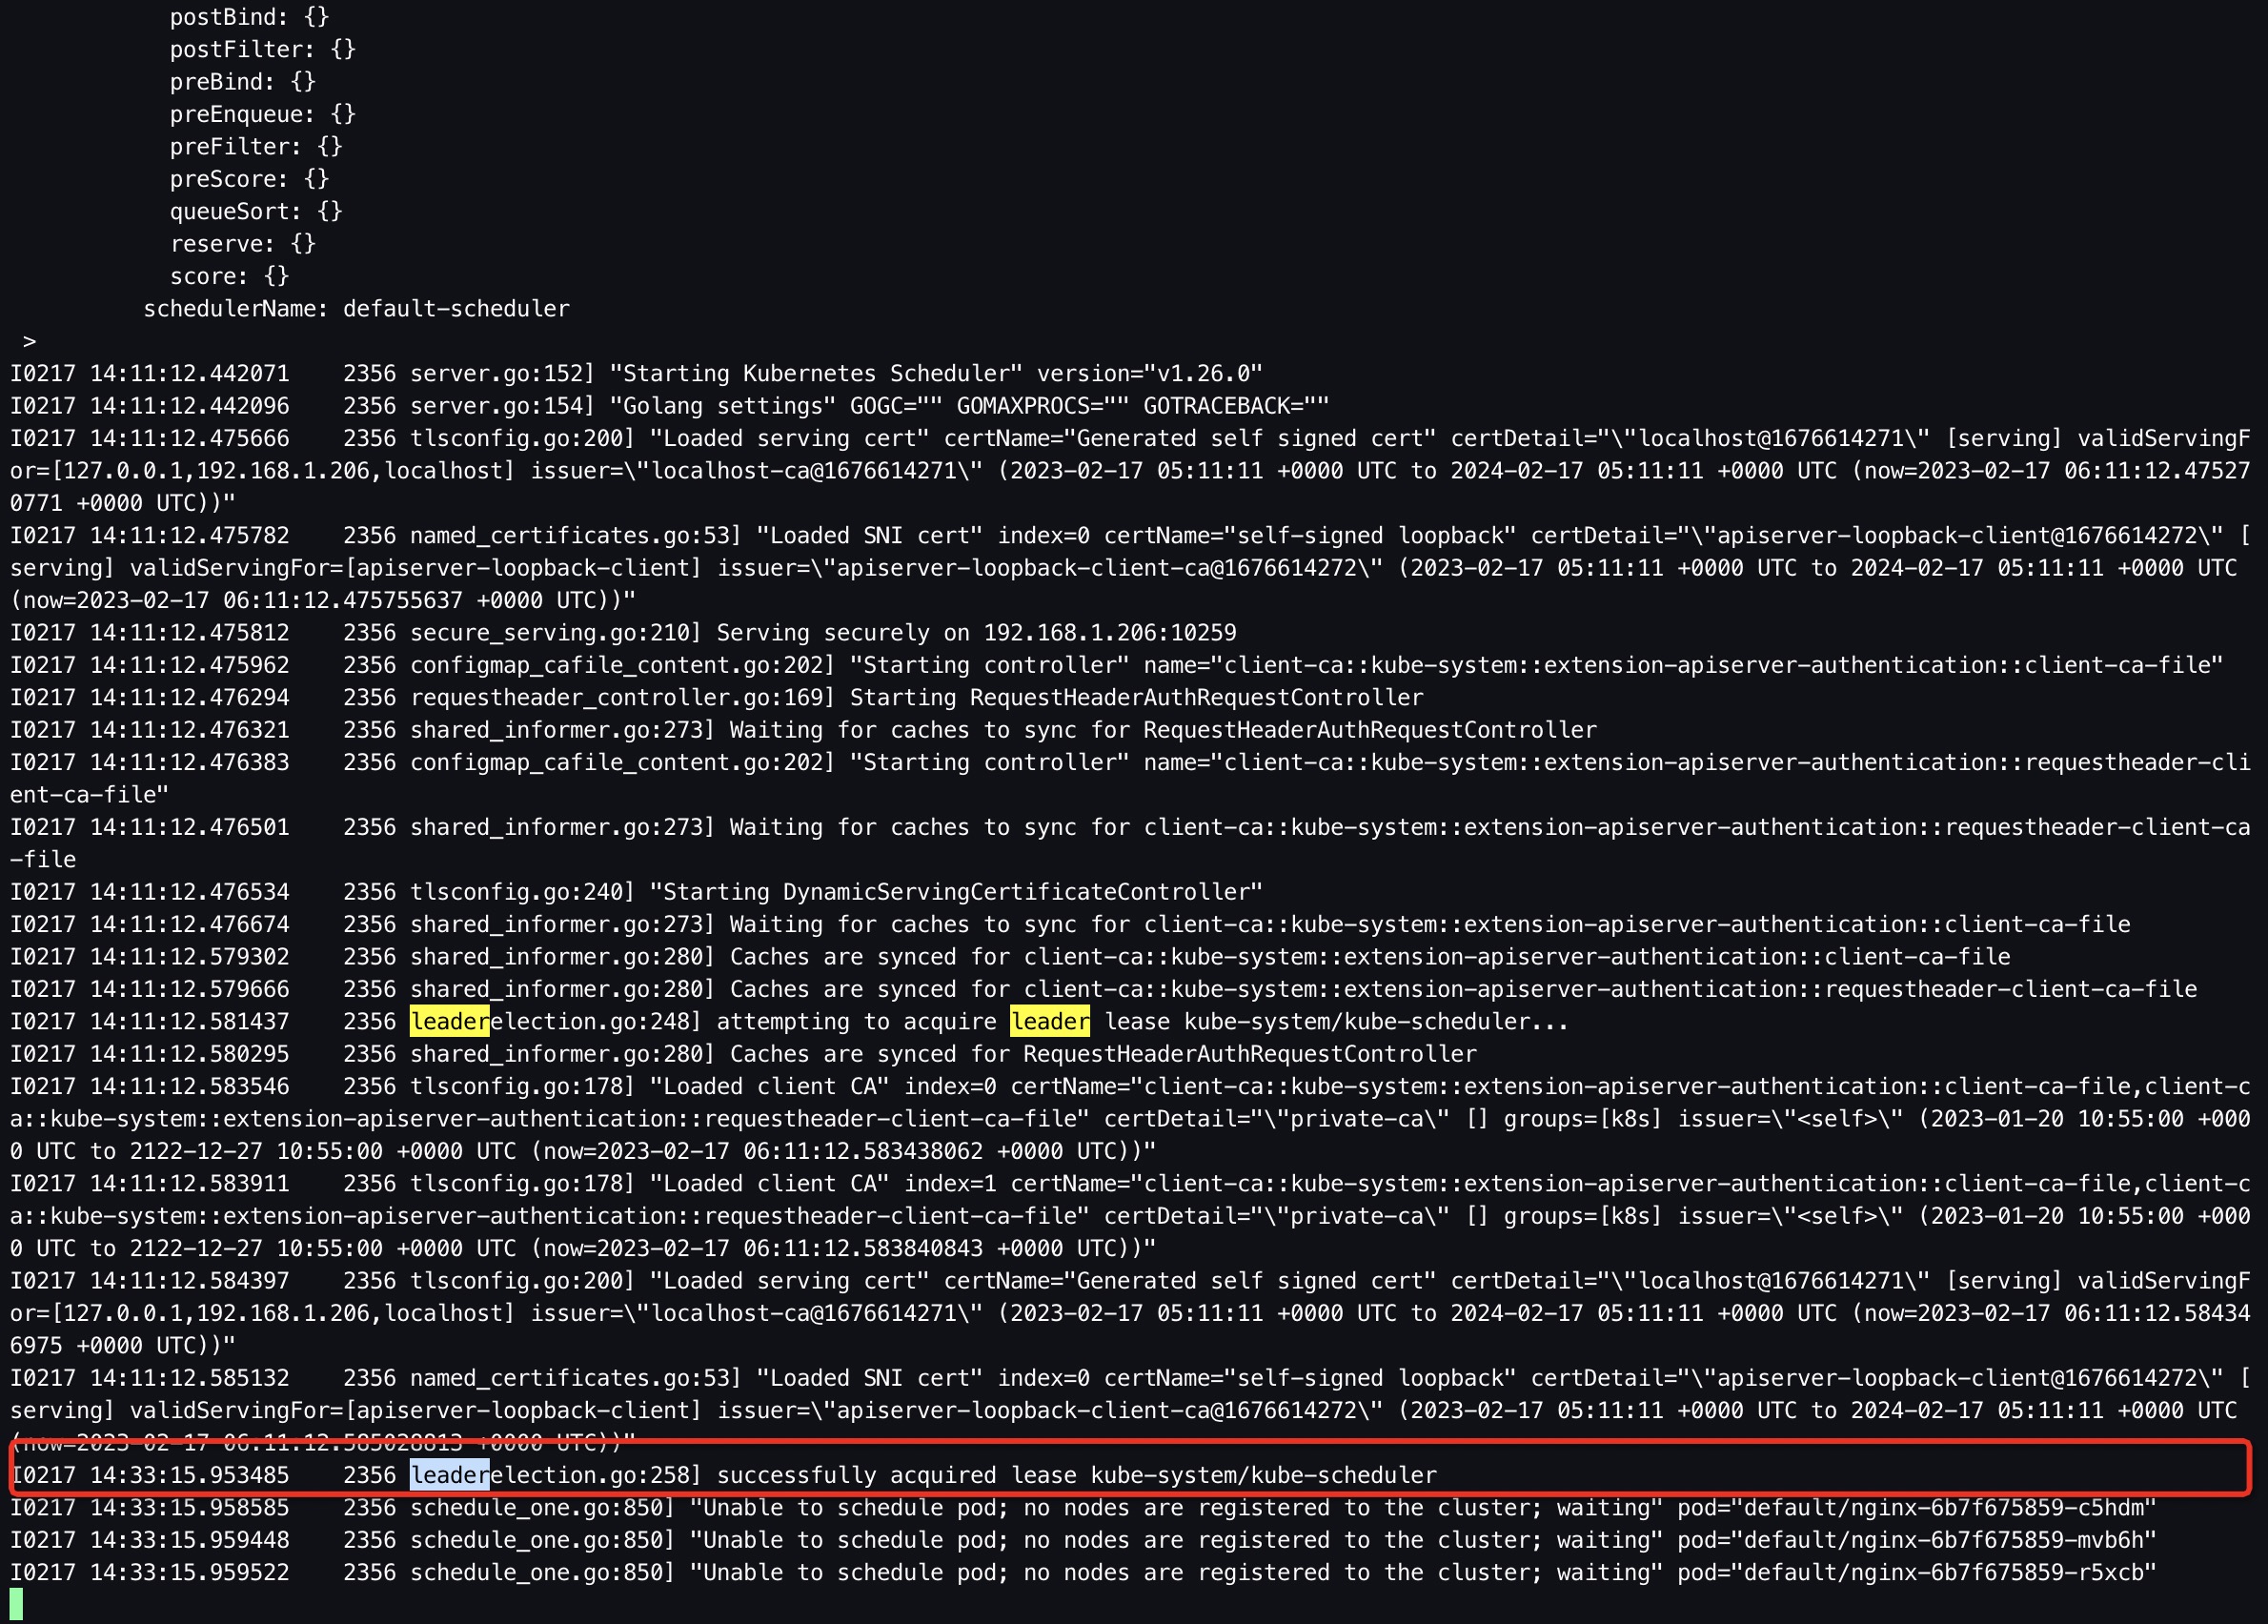 postBind: {}
postFilter: {}
preBind: {}
preEnqueue: {}
preFilter: {}
preScore: {}
queueSort: {}
reserve: {}
score: {}
schedulerName: default-scheduler
>
I0217 14:11:12.442071    2356 server.go:152] "Starting Kubernetes Scheduler" version="v1.26.0"
I0217 14:11:12.442096    2356 server.go:154] "Golang settings" GOGC="" GOMAXPROCS="" GOTRACEBACK=""
I0217 14:11:12.475666    2356 tlsconfig.go:200] "Loaded serving cert" certName="Generated self signed cert" certDetail="\"localhost@1676614271\" [serving] validServingF
or=[127.0.0.1,192.168.1.206,localhost] issuer=\"localhost-ca@1676614271\" (2023-02-17 05:11:11 +0000 UTC to 2024-02-17 05:11:11 +0000 UTC (now=2023-02-17 06:11:12.47527
0771 +0000 UTC))"
I0217 14:11:12.475782    2356 named_certificates.go:53] "Loaded SNI cert" index=0 certName="self-signed loopback" certDetail="\"apiserver-loopback-client@1676614272\" [
serving] validServingFor=[apiserver-loopback-client] issuer=\"apiserver-loopback-client-ca@1676614272\" (2023-02-17 05:11:11 +0000 UTC to 2024-02-17 05:11:11 +0000 UTC
(now=2023-02-17 06:11:12.475755637 +0000 UTC))"
I0217 14:11:12.475812    2356 secure_serving.go:210] Serving securely on 192.168.1.206:10259
I0217 14:11:12.475962    2356 configmap_cafile_content.go:202] "Starting controller" name="client-ca::kube-system::extension-apiserver-authentication::client-ca-file"
I0217 14:11:12.476294    2356 requestheader_controller.go:169] Starting RequestHeaderAuthRequestController
I0217 14:11:12.476321    2356 shared_informer.go:273] Waiting for caches to sync for RequestHeaderAuthRequestController
I0217 14:11:12.476383    2356 configmap_cafile_content.go:202] "Starting controller" name="client-ca::kube-system::extension-apiserver-authentication::requestheader-cli
ent-ca-file"
I0217 14:11:12.476501    2356 shared_informer.go:273] Waiting for caches to sync for client-ca::kube-system::extension-apiserver-authentication::requestheader-client-ca
-file
I0217 14:11:12.476534    2356 tlsconfig.go:240] "Starting DynamicServingCertificateController"
I0217 14:11:12.476674    2356 shared_informer.go:273] Waiting for caches to sync for client-ca::kube-system::extension-apiserver-authentication::client-ca-file
I0217 14:11:12.579302    2356 shared_informer.go:280] Caches are synced for client-ca::kube-system::extension-apiserver-authentication::client-ca-file
I0217 14:11:12.579666    2356 shared_informer.go:280] Caches are synced for client-ca::kube-system::extension-apiserver-authentication::requestheader-client-ca-file
I0217 14:11:12.581437    2356 leaderelection.go:248] attempting to acquire leader lease kube-system/kube-scheduler...
I0217 14:11:12.580295    2356 shared_informer.go:280] Caches are synced for RequestHeaderAuthRequestController
I0217 14:11:12.583546    2356 tlsconfig.go:178] "Loaded client CA" index=0 certName="client-ca::kube-system::extension-apiserver-authentication::client-ca-file,client-c
a::kube-system::extension-apiserver-authentication::requestheader-client-ca-file" certDetail="\"private-ca\" [] groups=[k8s] issuer=\"<self>\" (2023-01-20 10:55:00 +000
0 UTC to 2122-12-27 10:55:00 +0000 UTC (now=2023-02-17 06:11:12.583438062 +0000 UTC))"
I0217 14:11:12.583911    2356 tlsconfig.go:178] "Loaded client CA" index=1 certName="client-ca::kube-system::extension-apiserver-authentication::client-ca-file,client-c
a::kube-system::extension-apiserver-authentication::requestheader-client-ca-file" certDetail="\"private-ca\" [] groups=[k8s] issuer=\"<self>\" (2023-01-20 10:55:00 +000
0 UTC to 2122-12-27 10:55:00 +0000 UTC (now=2023-02-17 06:11:12.583840843 +0000 UTC))"
I0217 14:11:12.584397    2356 tlsconfig.go:200] "Loaded serving cert" certName="Generated self signed cert" certDetail="\"localhost@1676614271\" [serving] validServingF
or=[127.0.0.1,192.168.1.206,localhost] issuer=\"localhost-ca@1676614271\" (2023-02-17 05:11:11 +0000 UTC to 2024-02-17 05:11:11 +0000 UTC (now=2023-02-17 06:11:12.58434
6975 +0000 UTC))"
I0217 14:11:12.585132    2356 named_certificates.go:53] "Loaded SNI cert" index=0 certName="self-signed loopback" certDetail="\"apiserver-loopback-client@1676614272\" [
serving] validServingFor=[apiserver-loopback-client] issuer=\"apiserver-loopback-client-ca@1676614272\" (2023-02-17 05:11:11 +0000 UTC to 2024-02-17 05:11:11 +0000 UTC
(now=2023-02-17 06:11:12.585028813 +0000 UTC))"
I0217 14:33:15.953485    2356 leaderelection.go:258] successfully acquired lease kube-system/kube-scheduler
I0217 14:33:15.958585    2356 schedule_one.go:850] "Unable to schedule pod; no nodes are registered to the cluster; waiting" pod="default/nginx-6b7f675859-c5hdm"
I0217 14:33:15.959448    2356 schedule_one.go:850] "Unable to schedule pod; no nodes are registered to the cluster; waiting" pod="default/nginx-6b7f675859-mvb6h"
I0217 14:33:15.959522    2356 schedule_one.go:850] "Unable to schedule pod; no nodes are registered to the cluster; waiting" pod="default/nginx-6b7f675859-r5xcb"